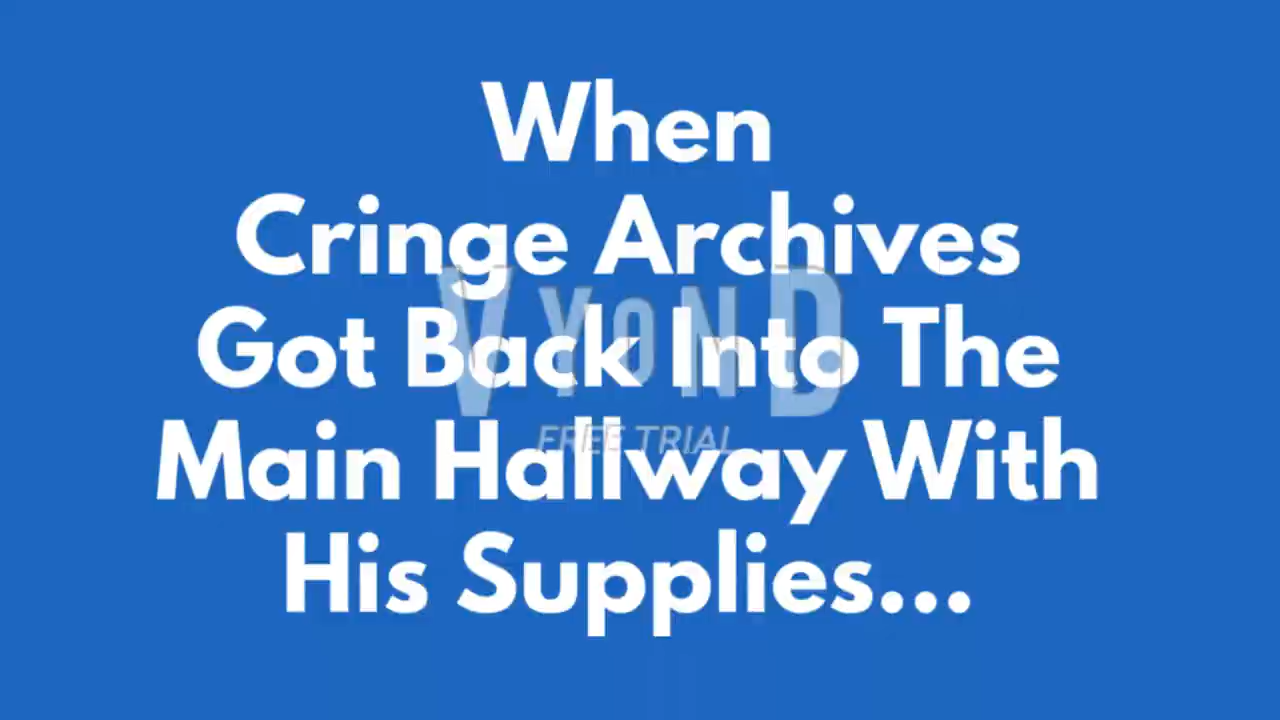 When
Cringe Archives
Got Back Into The
Main Hallway With
His Supplies...
VYOND
FREE TRIAL